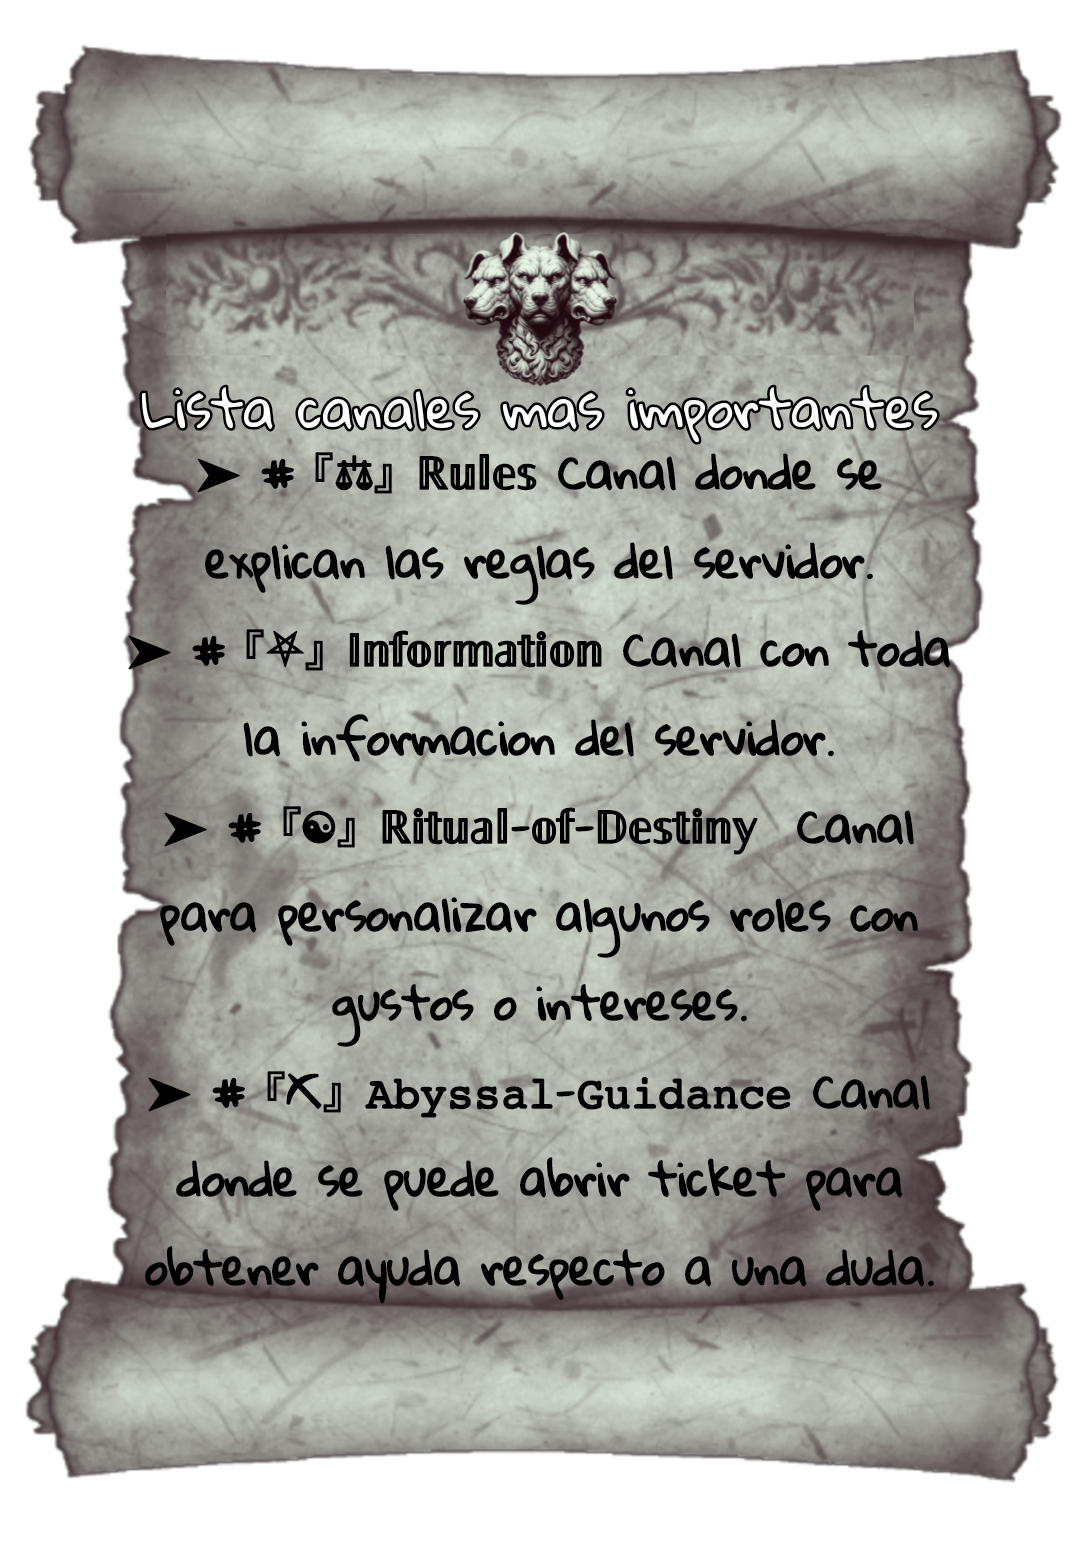 Lista canales mas importantes
➤ #『⚖』ℝ𝕦𝕝𝕖𝕤 Canal donde se
explican las reglas del servidor.
➤ #『⛧』𝕀𝕟𝕗𝕠𝕣𝕞𝕒𝕥𝕚𝕠𝕟 Canal con toda
la informacion del servidor.
➤ #『☯』ℝ𝕚𝕥𝕦𝕒𝕝-𝕠𝕗-𝔻𝕖𝕤𝕥𝕚𝕟𝕪 Canal
para personalizar algunos roles con
gustos o intereses.
➤ #『⛏』Abyssal-Guidance Canal
donde se puede abrir ticket para
obtener ayuda respecto a una duda.